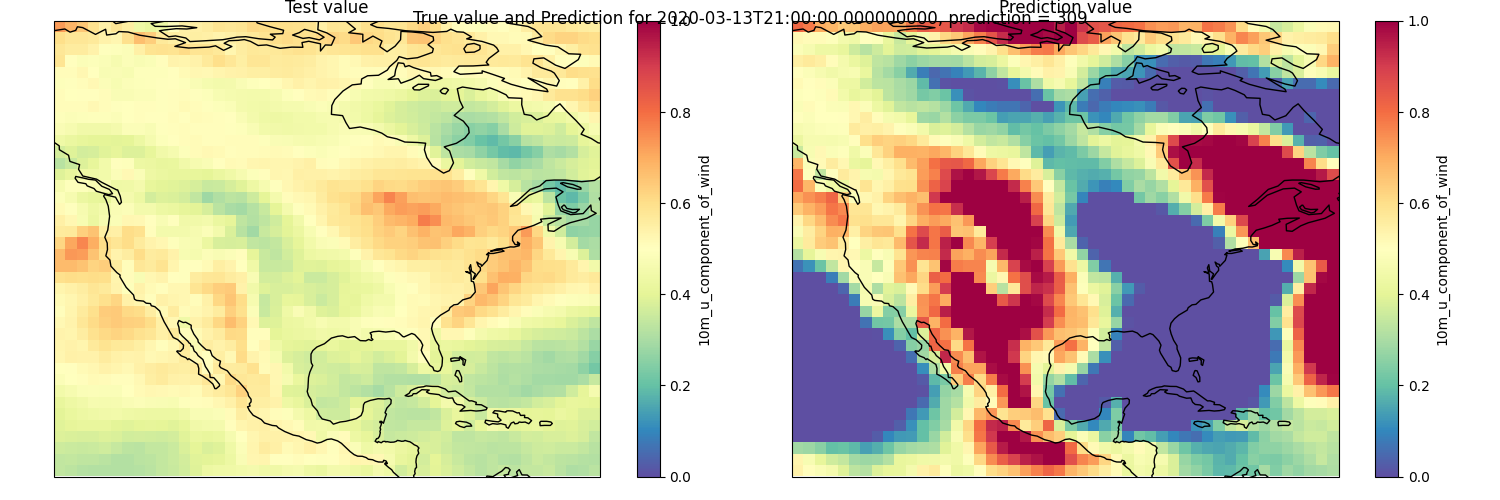 Test value
True value and Prediction for 2020-03-13T21:00:00.000000000, prediction = 309
Prediction value
1.0
0.8
0.6
0.4
0.2
0.0
10m_u_component_of_wind
1.0
0.8
0.6
0.4
0.2
0.0
10m_u_component_of_wind